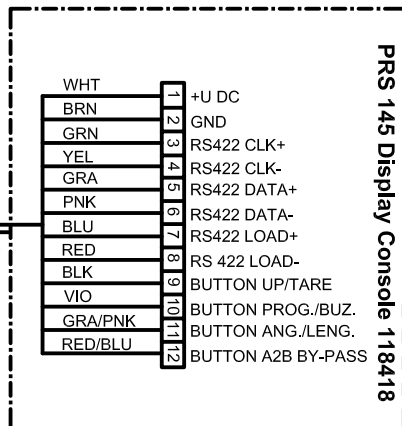 WHT 1 +U DC
BRN 2 GND
GRN 3 RS422 CLK+
YEL 4 RS422 CLK-
GRA 5 RS422 DATA+
PNK 6 RS422 DATA-
BLU 7 RS422 LOAD+
RED 8 RS 422 LOAD-
BLK 9 BUTTON UP/TARE
VIO 10 BUTTON PROG./BUZ.
GRA/PNK 11 BUTTON ANG./LENG.
RED/BLU 12 BUTTON A2B BY-PASS
PRS 145 Display Console 118418